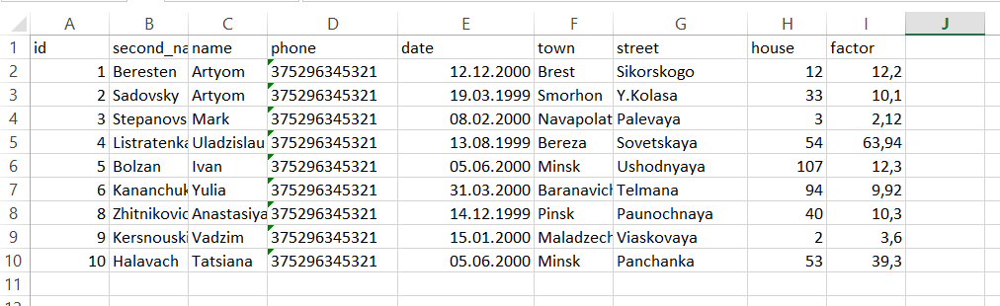 A B C D E F G H I J
1 id second_na name phone date town street house factor
2 1 Beresten Artyom 375296345321 12.12.2000 Brest Sikorskogo 12 12,2
3 2 Sadovsky Artyom 375296345321 19.03.1999 Smorhon Y.Kolasa 33 10,1
4 3 Stepanovs Mark 375296345321 08.02.2000 Navapolat Palevaya 3 2,12
5 4 Listratenka Uladzislau 375296345321 13.08.1999 Bereza Sovetskaya 54 63,94
6 5 Bolzan Ivan 375296345321 05.06.2000 Minsk Ushodnyaya 107 12,3
7 6 Kananchuk Yulia 375296345321 31.03.2000 Baranavich Telmana 94 9,92
8 8 Zhitnikovic Anastasiya 375296345321 14.12.1999 Pinsk Paunochnaya 40 10,3
9 9 Kersnouski Vadzim 375296345321 15.01.2000 Maladzech Viaskovaya 2 3,6
10 10 Halavach Tatsiana 375296345321 05.06.2000 Minsk Panchanka 53 39,3
11